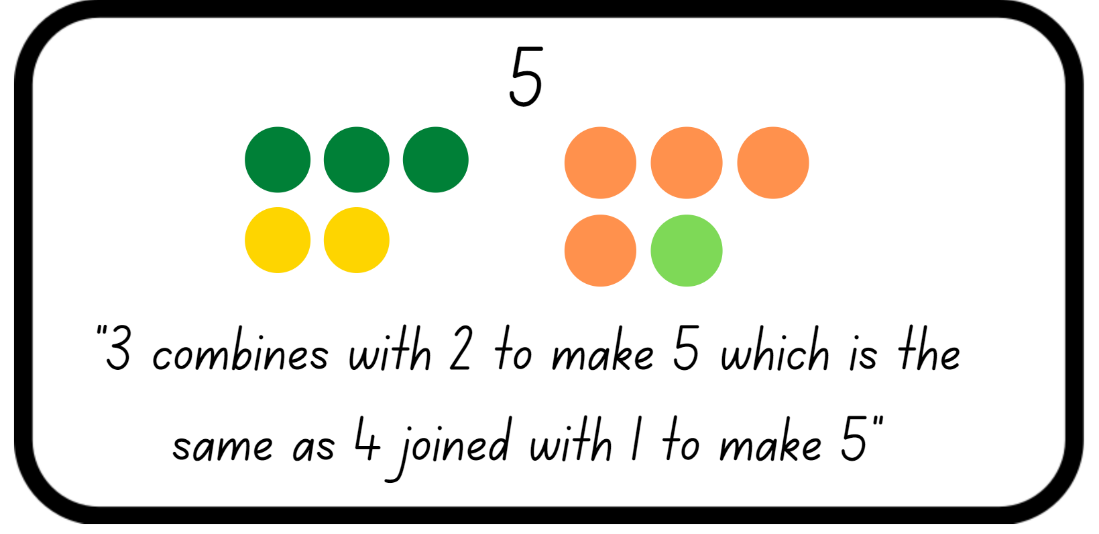 5
"3 combines with 2 to make 5 which is the
same as 4 joined with 1 to make 5"